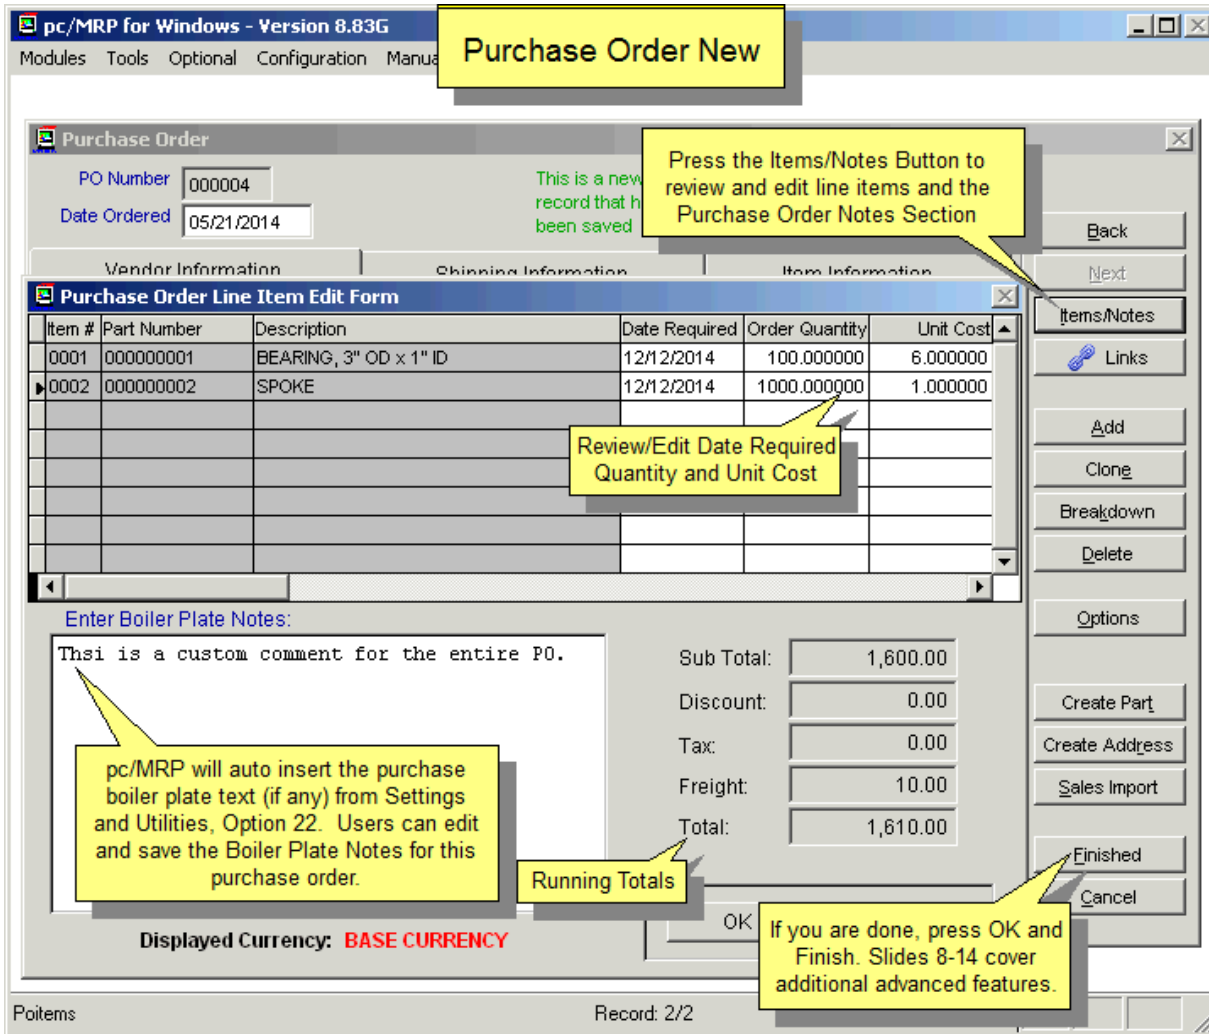 pc/MRP for Windows - Version 8.83G
Purchase Order New
Modules Tools Optional Configuration Manua
Purchase Order
PO Number 000004
Date Ordered 05/21/2014
This is a new
record that h
been saved
Press the Items/Notes Button to
review and edit line items and the
Purchase Order Notes Section
Back
Next
Items/Notes
Links
Add
Clone
Breakdown
Delete
Options
Create Part
Create Address
Sales Import
Finished
Cancel
Vendor Information Shipping Information Item Information
Purchase Order Line Item Edit Form
Item # Part Number Description Date Required Order Quantity Unit Cost
0001 000000001 BEARING, 3" OD x 1" ID 12/12/2014 100.000000 6.000000
0002 000000002 SPOKE 12/12/2014 1000.000000 1.000000
Review/Edit Date Required
Quantity and Unit Cost
Enter Boiler Plate Notes:
Thsi is a custom comment for the entire PO.
pc/MRP will auto insert the purchase
boiler plate text (if any) from Settings
and Utilities, Option 22. Users can edit
and save the Boiler Plate Notes for this
purchase order.
Sub Total: 1,600.00
Discount: 0.00
Tax: 0.00
Freight: 10.00
Total: 1,610.00
Running Totals
OK
If you are done, press OK and
Finish. Slides 8-14 cover
additional advanced features.
Displayed Currency: BASE CURRENCY
Poitems Record: 2/2